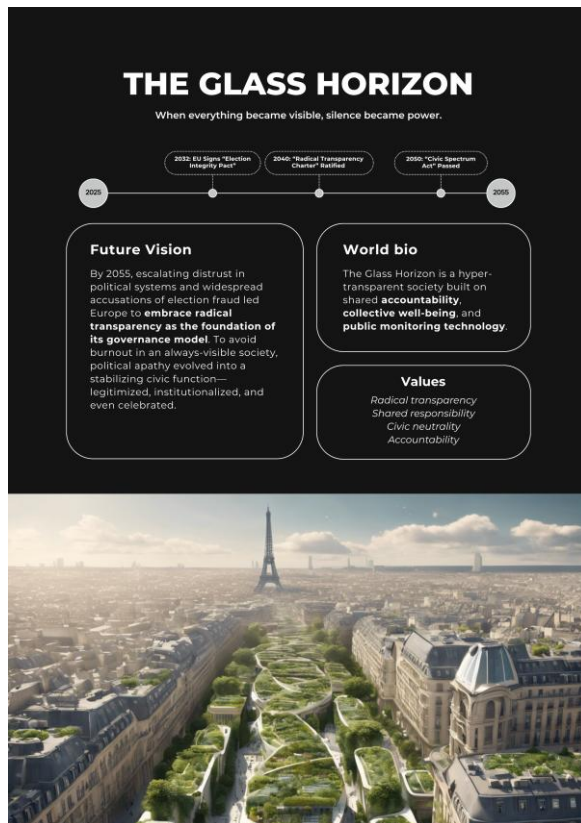 THE GLASS HORIZON
When everything became visible, silence became power.
2032: EU Signs “Election
Integrity Pact”
2040: “Radical Transparency
Charter” Ratified
2050: “Civic Spectrum
Act” Passed
2025
2055
Future Vision
By 2055, escalating distrust in
political systems and widespread
accusations of election fraud led
Europe to embrace radical
transparency as the foundation of
its governance model. To avoid
burnout in an always-visible society,
political apathy evolved into a
stabilizing civic function—
legitimized, institutionalized, and
even celebrated.
World bio
The Glass Horizon is a hyper-
transparent society built on
shared accountability,
collective well-being, and
public monitoring technology.
Values
Radical transparency
Shared responsibility
Civic neutrality
Accountability